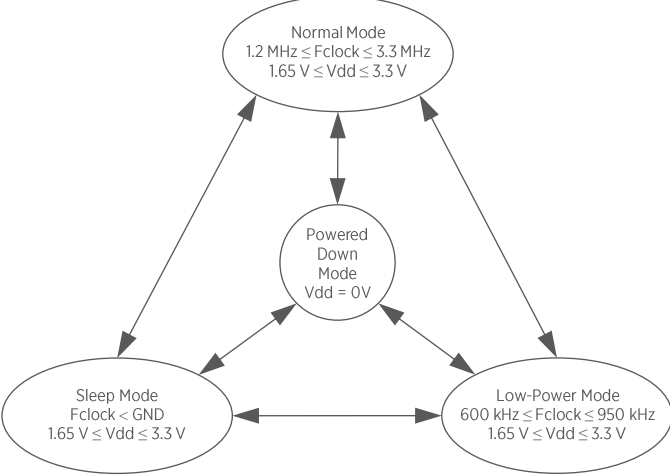 Normal Mode
1.2 MHz ≤ Fclock ≤ 3.3 MHz
1.65 V ≤ Vdd ≤ 3.3 V
Powered
Down
Mode
Vdd = 0V
Sleep Mode
Fclock < GND
1.65 V ≤ Vdd ≤ 3.3 V
Low-Power Mode
600 kHz ≤ Fclock ≤ 950 kHz
1.65 V ≤ Vdd ≤ 3.3 V